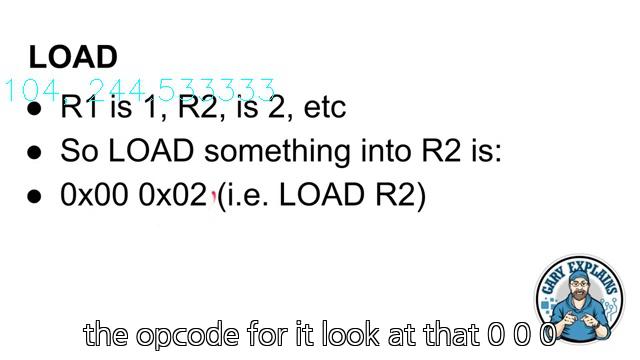 LOAD
104, 244.533333
● R1 is 1, R2, is 2, etc
● So LOAD something into R2 is:
● 0x00 0x02 (i.e. LOAD R2)
GARY EXPLAINS
the opcode for it look at that 0 0 0